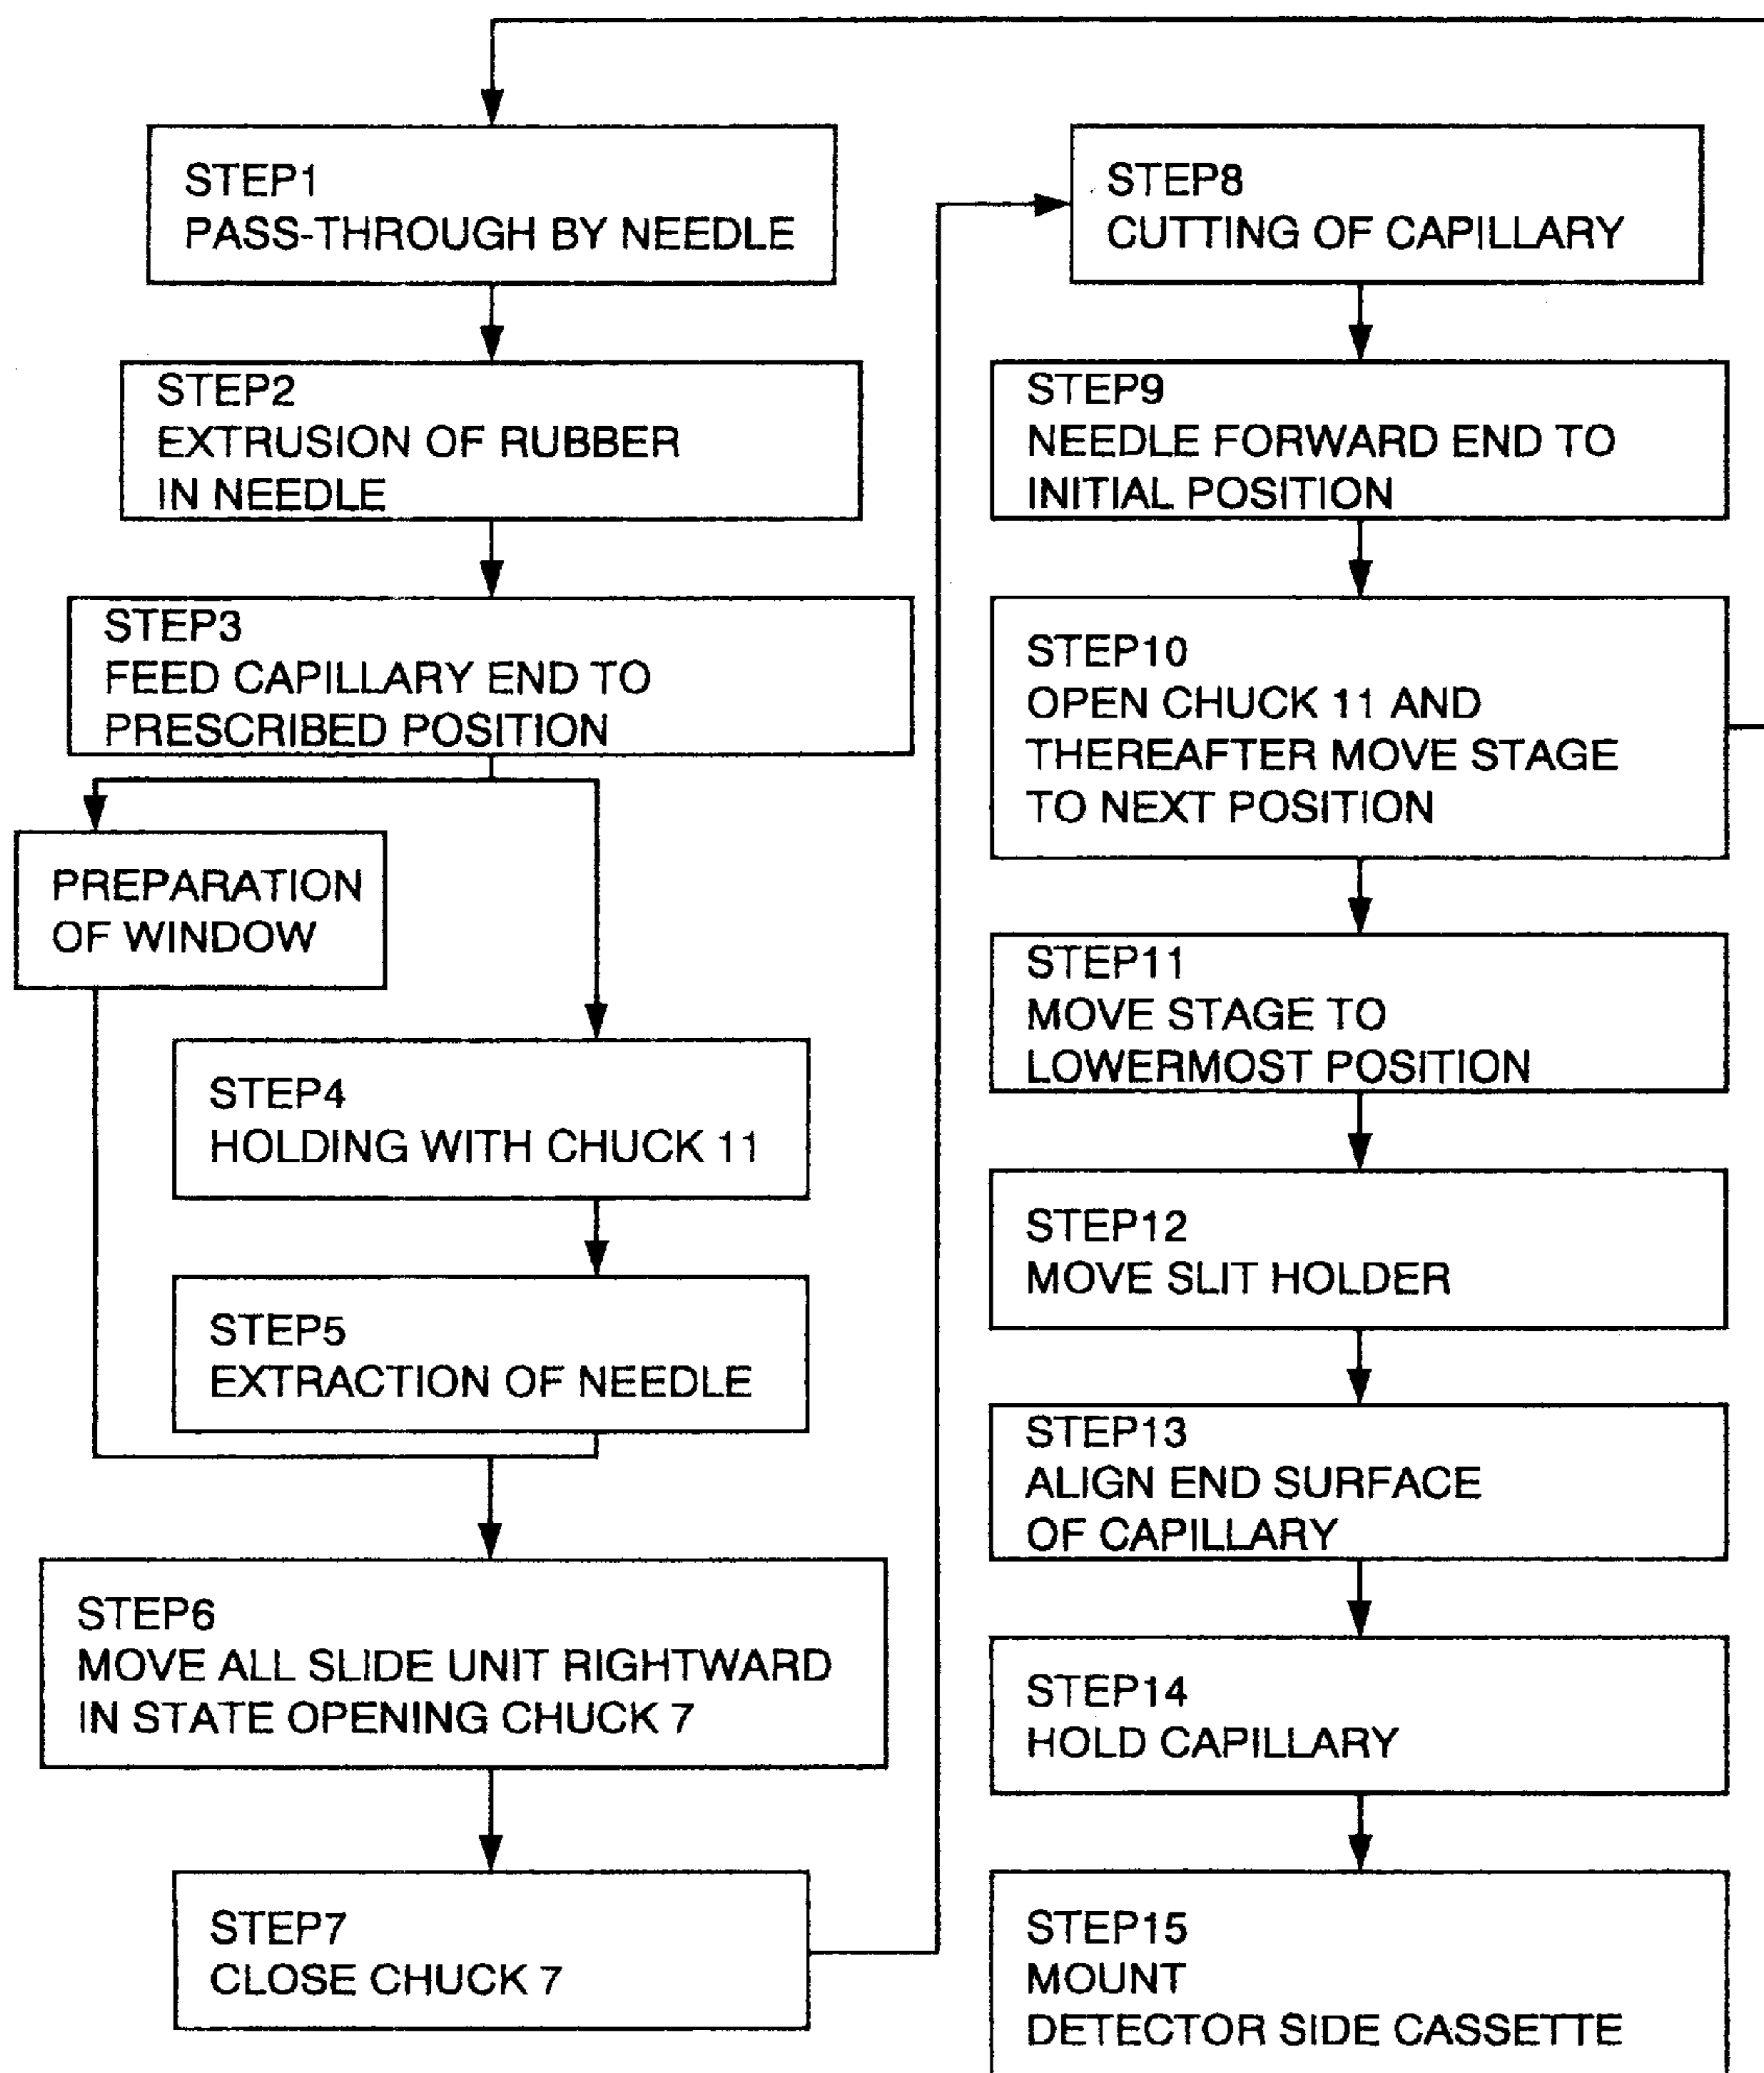 STEP1
PASS-THROUGH BY NEEDLE
STEP2
EXTRUSION OF RUBBER
IN NEEDLE
STEP3
FEED CAPILLARY END TO
PRESCRIBED POSITION
PREPARATION
OF WINDOW
STEP4
HOLDING WITH CHUCK 11
STEP5
EXTRACTION OF NEEDLE
STEP6
MOVE ALL SLIDE UNIT RIGHTWARD
IN STATE OPENING CHUCK 7
STEP7
CLOSE CHUCK 7
STEP8
CUTTING OF CAPILLARY
STEP9
NEEDLE FORWARD END TO
INITIAL POSITION
STEP10
OPEN CHUCK 11 AND
THEREAFTER MOVE STAGE
TO NEXT POSITION
STEP11
MOVE STAGE TO
LOWERMOST POSITION
STEP12
MOVE SLIT HOLDER
STEP13
ALIGN END SURFACE
OF CAPILLARY
STEP14
HOLD CAPILLARY
STEP15
MOUNT
DETECTOR SIDE CASSETTE